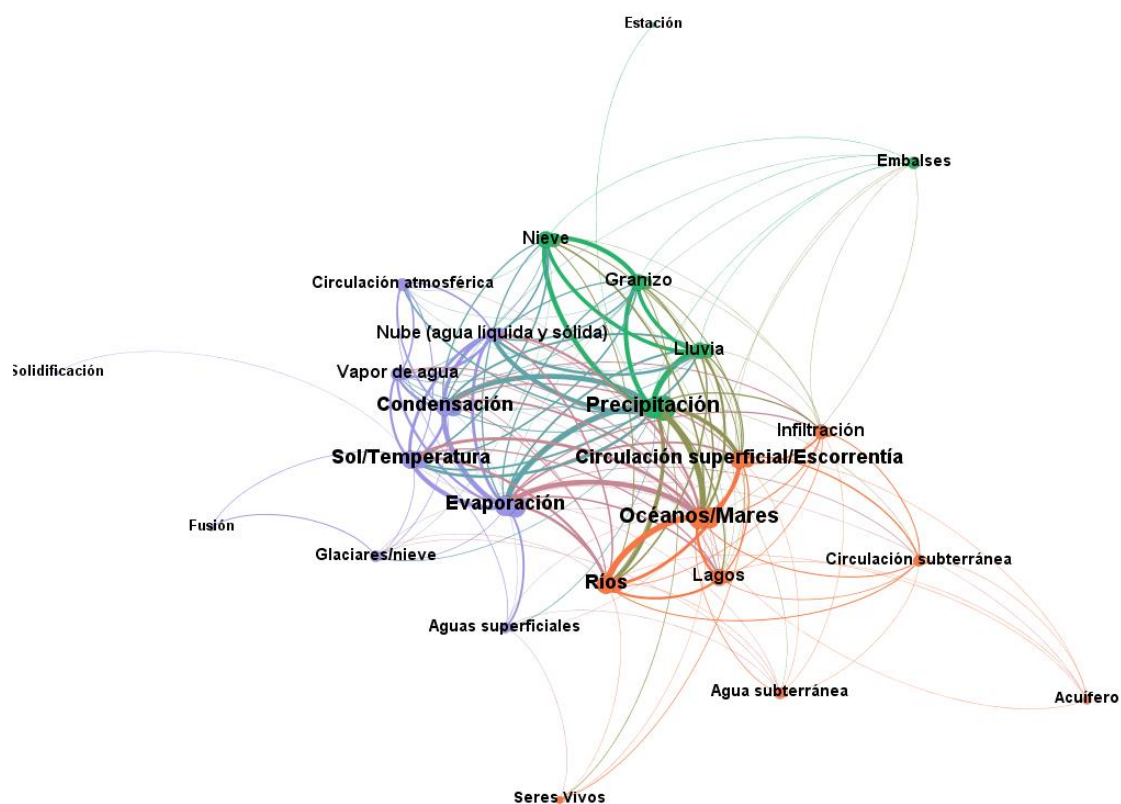 Estación
Embalses
Nieve
Granizo
Circulación atmosférica
Nube (agua líquida y sólida)
Lluvia
Solidificación
Vapor de agua
Condensación
Precipitación
Infiltración
Sol/Temperatura
Circulación superficial/Escorrentía
Evaporación
Océanos/Mares
Fusión
Glaciares/nieve
Circulación subterránea
Ríos
Lagos
Aguas superficiales
Agua subterránea
Acuífero
Seres Vivos